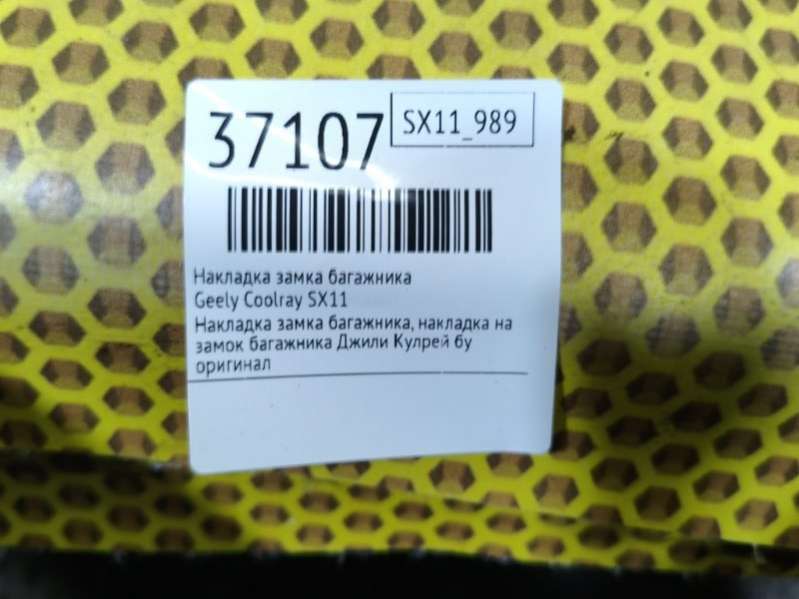 37107
SX11_989
Накладка замка багажника
Geely Coolray SX11
Накладка замка багажника, накладка на
замок багажника Джили Кулрей бу
оригинал